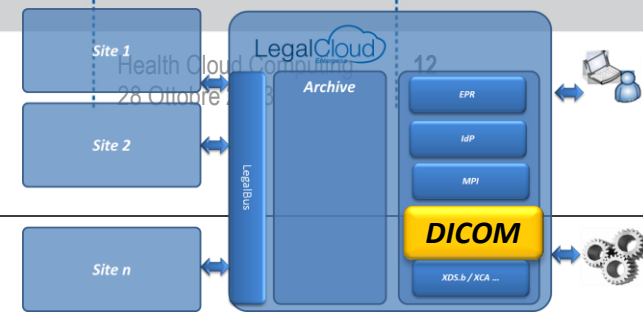 Site 1
Site 2
Site n
LegalCloud
Enterprise
Health Cloud Computing 12
28 Ottobre
LegalBus
Archive
EPR
IdP
MPI
DICOM
XDS.b / XCA ...